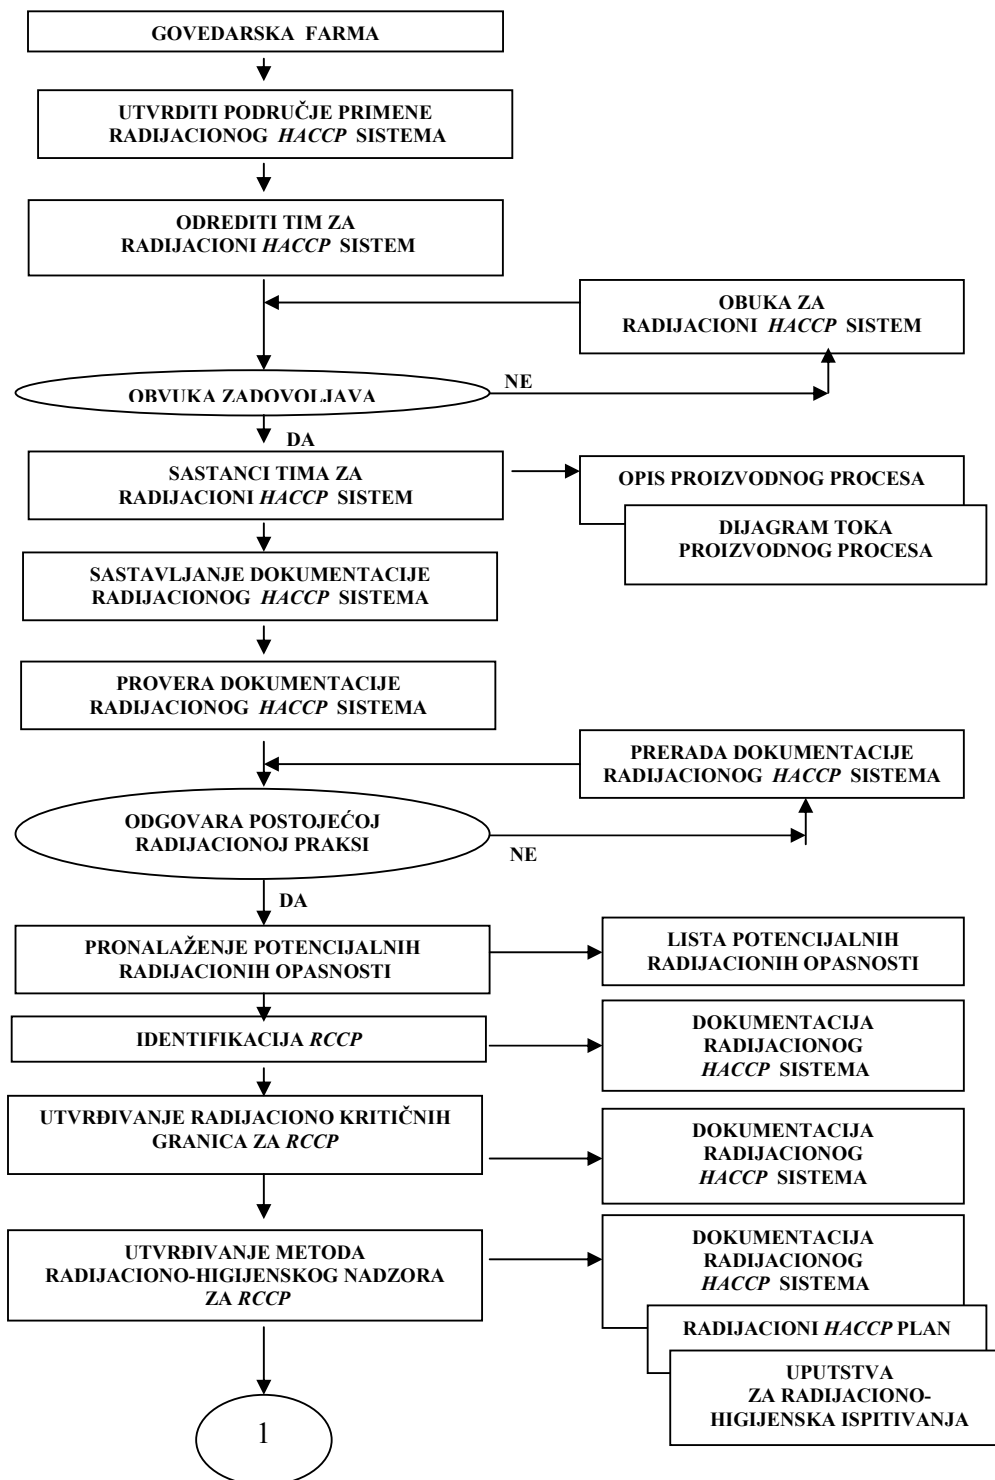 GOVEDARSKA FARMA
UTVRDITI PODRUČJE PRIMENE
RADIJACIONOG HACCP SISTEMA
ODREDITI TIM ZA
RADIJACIONI HACCP SISTEM
OBUKA ZA
RADIJACIONI HACCP SISTEM
OBVUKA ZADOVOLJAVA
NE
DA
SASTANCI TIMA ZA
RADIJACIONI HACCP SISTEM
OPIS PROIZVODNOG PROCESA
DIJAGRAM TOKA
PROIZVODNOG PROCESA
SASTAVLJANJE DOKUMENTACIJE
RADIJACIONOG HACCP SISTEMA
PROVERA DOKUMENTACIJE
RADIJACIONOG HACCP SISTEMA
PRERADA DOKUMENTACIJE
RADIJACIONOG HACCP SISTEMA
ODGOVARA POSTOJEĆOJ
RADIJACIONOJ PRAKSI
NE
DA
PRONALAŽENJE POTENCIJALNIH
RADIJACIONIH OPASNOSTI
LISTA POTENCIJALNIH
RADIJACIONIH OPASNOSTI
IDENTIFIKACIJA RCCP
DOKUMENTACIJA
RADIJACIONOG
HACCP SISTEMA
UTVRĐIVANJE RADIJACIONO KRITIČNIH
GRANICA ZA RCCP
DOKUMENTACIJA
RADIJACIONOG
HACCP SISTEMA
UTVRĐIVANJE METODA
RADIJACIONO-HIGIJENSKOG NADZORA
ZA RCCP
DOKUMENTACIJA
RADIJACIONOG
HACCP SISTEMA
RADIJACIONI HACCP PLAN
UPUTSTVA
ZA RADIJACIONO-
HIGIJENSKA ISPITIVANJA
1